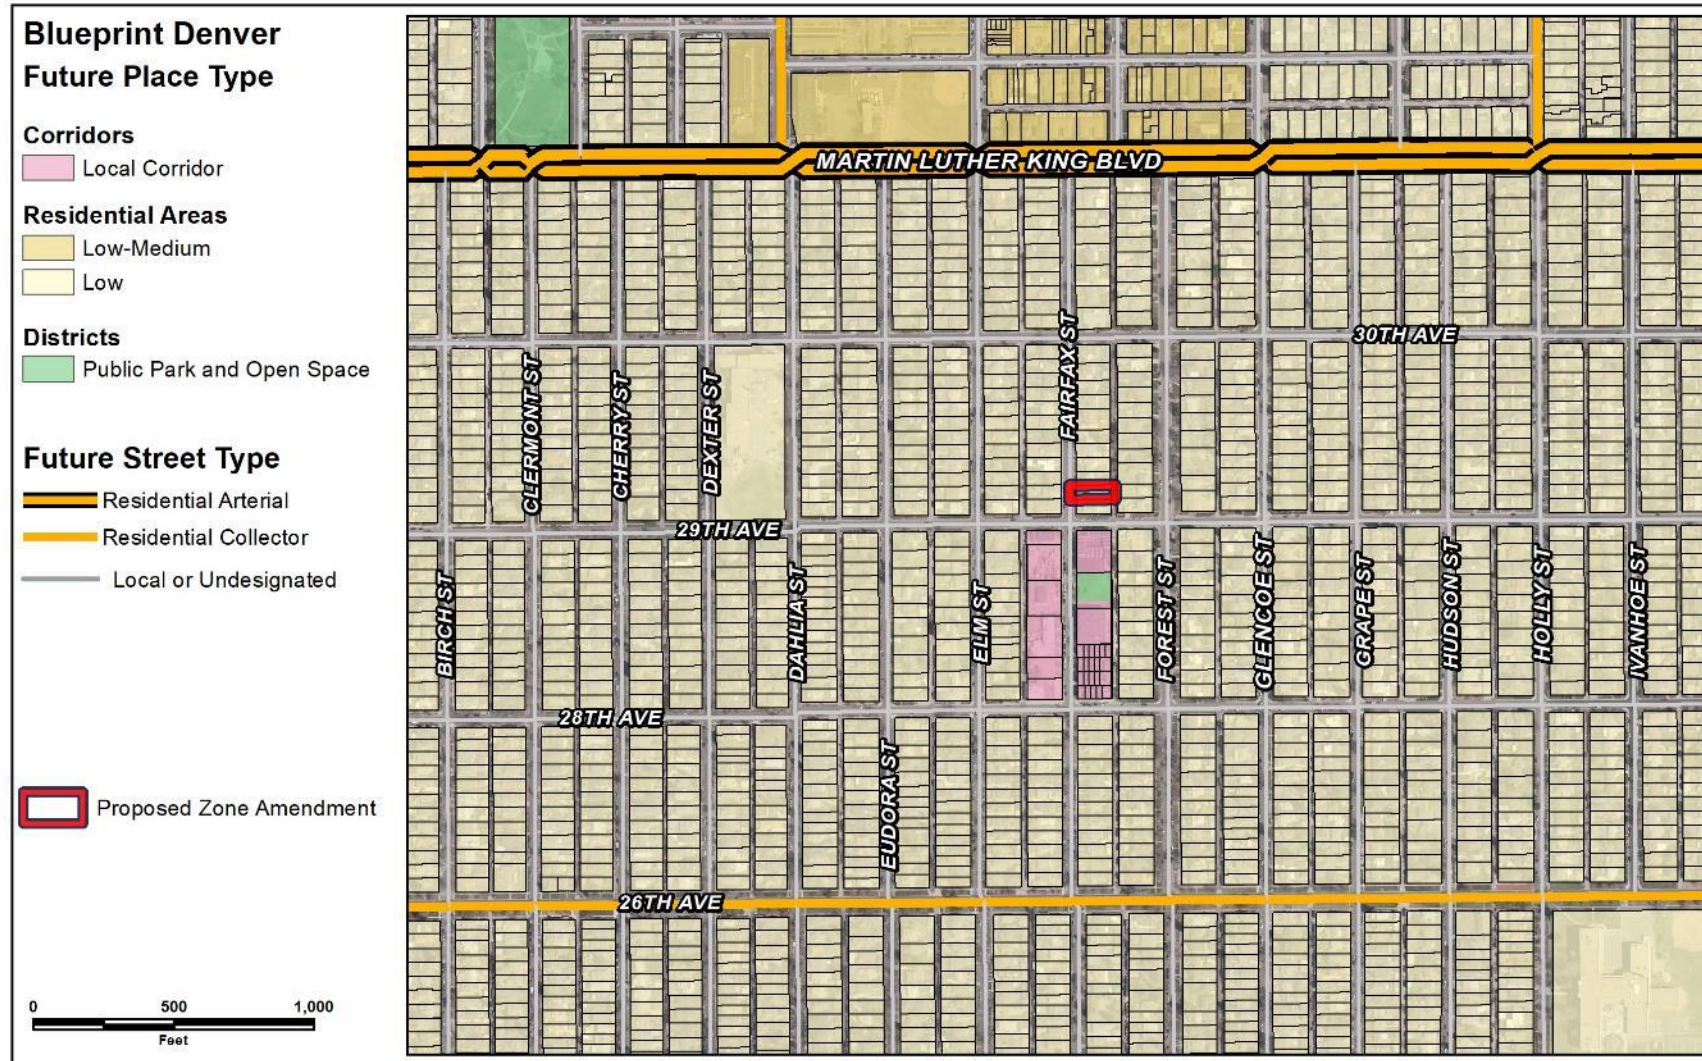 Blueprint Denver
Future Place Type
Corridors
Local Corridor
Residential Areas
Low-Medium
Low
Districts
Public Park and Open Space
Future Street Type
Residential Arterial
Residential Collector
Local or Undesignated
Proposed Zone Amendment
0 500 1,000
Feet
MARTIN LUTHER KING BLVD
30TH AVE
FAIRFAX ST
CLERMONT ST
CHERRY ST
DEXTER ST
29TH AVE
BIRCH ST
DAHLIA ST
ELM ST
FOREST ST
GLENCOE ST
GRAPE ST
HUDSON ST
HOLLY ST
IVANHOE ST
28TH AVE
EUDORA ST
26TH AVE